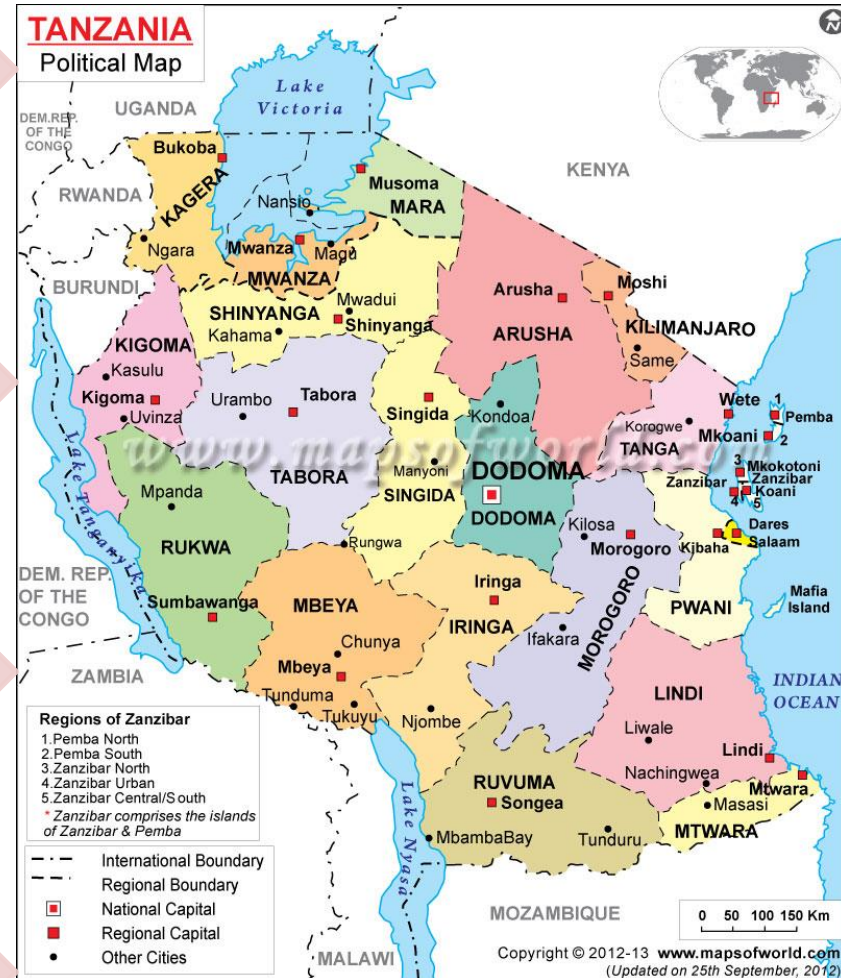 TANZANIA
Political Map
N
Lake
Victoria
UGANDA
DEM.REP.
OF THE
CONGO
Bukoba
KENYA
RWANDA
KAGERA
Musoma
MARA
Nansio
Ngara
Mwanza
Magu
MWANZA
BURUNDI
SHINYANGA
Mwadui
Shinyanga
Kahama
Arusha
ARUSHA
Moshi
KILIMANJARO
Same
KIGOMA
Kasulu
Kigoma
Uvinza
Urambo
Tabora
TABORA
Singida
Manyoni
SINGIDA
Kondoa
DODOMA
DODOMA
Korogwe
TANGA
Wete
1
Pemba
Mkoani
2
3
Mkokotoni
Zanzibar
Zanzibar
Koani
4
5
www.mapsofworld.com
Lake Tanganyika
Mpanda
RUKWA
Rungwa
Kilosa
Morogoro
MOROGORO
Kibaha
Dares
Salaam
PWANI
Mafia
Island
DEM. REP.
OF THE
CONGO
Sumbawanga
MBEYA
Chunya
Mbeya
Iringa
IRINGA
Ifakara
ZAMBIA
Tunduma
Tukuyu
Njombe
LINDI
Liwale
Lindi
Nachingwea
INDIAN
OCEAN
Mtwara
Masasi
MTWARA
RUVUMA
Songea
MbambaBay
Tunduru
Lake Nyasa
Regions of Zanzibar
1.Pemba North
2.Pemba South
3.Zanzibar North
4.Zanzibar Urban
5.Zanzibar Central/South
* Zanzibar comprises the islands
of Zanzibar & Pemba
International Boundary
Regional Boundary
National Capital
Regional Capital
Other Cities
MALAWI
MOZAMBIQUE
0 50 100 150 Km
Copyright © 2012-13 www.mapsofworld.com
(Updated on 25th September, 2012)